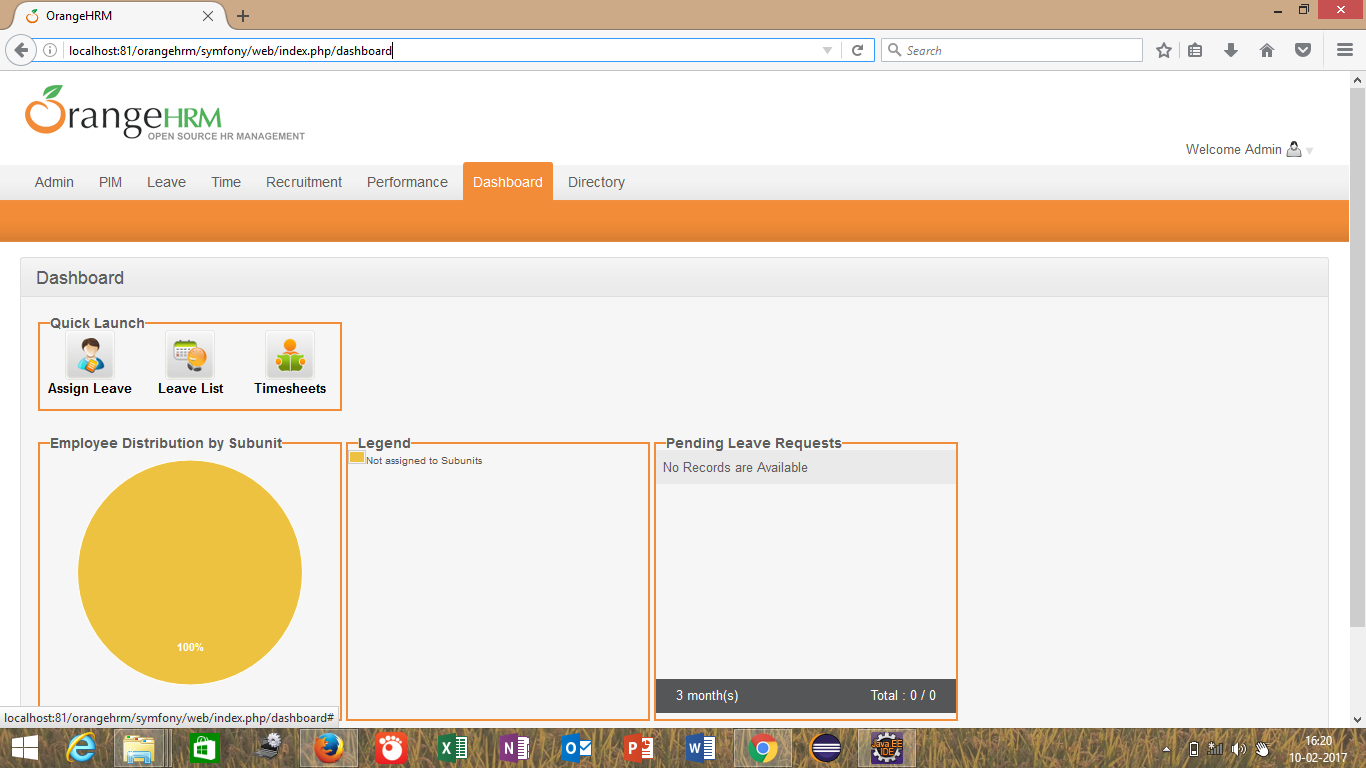 OrangeHRM
localhost:81/orangehrm/symfony/web/index.php/dashboard
Search
OrangeHRM
OPEN SOURCE HR MANAGEMENT
Welcome Admin
Admin PIM Leave Time Recruitment Performance Dashboard Directory
Dashboard
Quick Launch
Assign Leave Leave List Timesheets
Employee Distribution by Subunit
100%
Legend
Not assigned to Subunits
Pending Leave Requests
No Records are Available
3 month(s) Total : 0 / 0
localhost:81/orangehrm/symfony/web/index.php/dashboard#
Java EE
IDE
16:20
10-02-2017